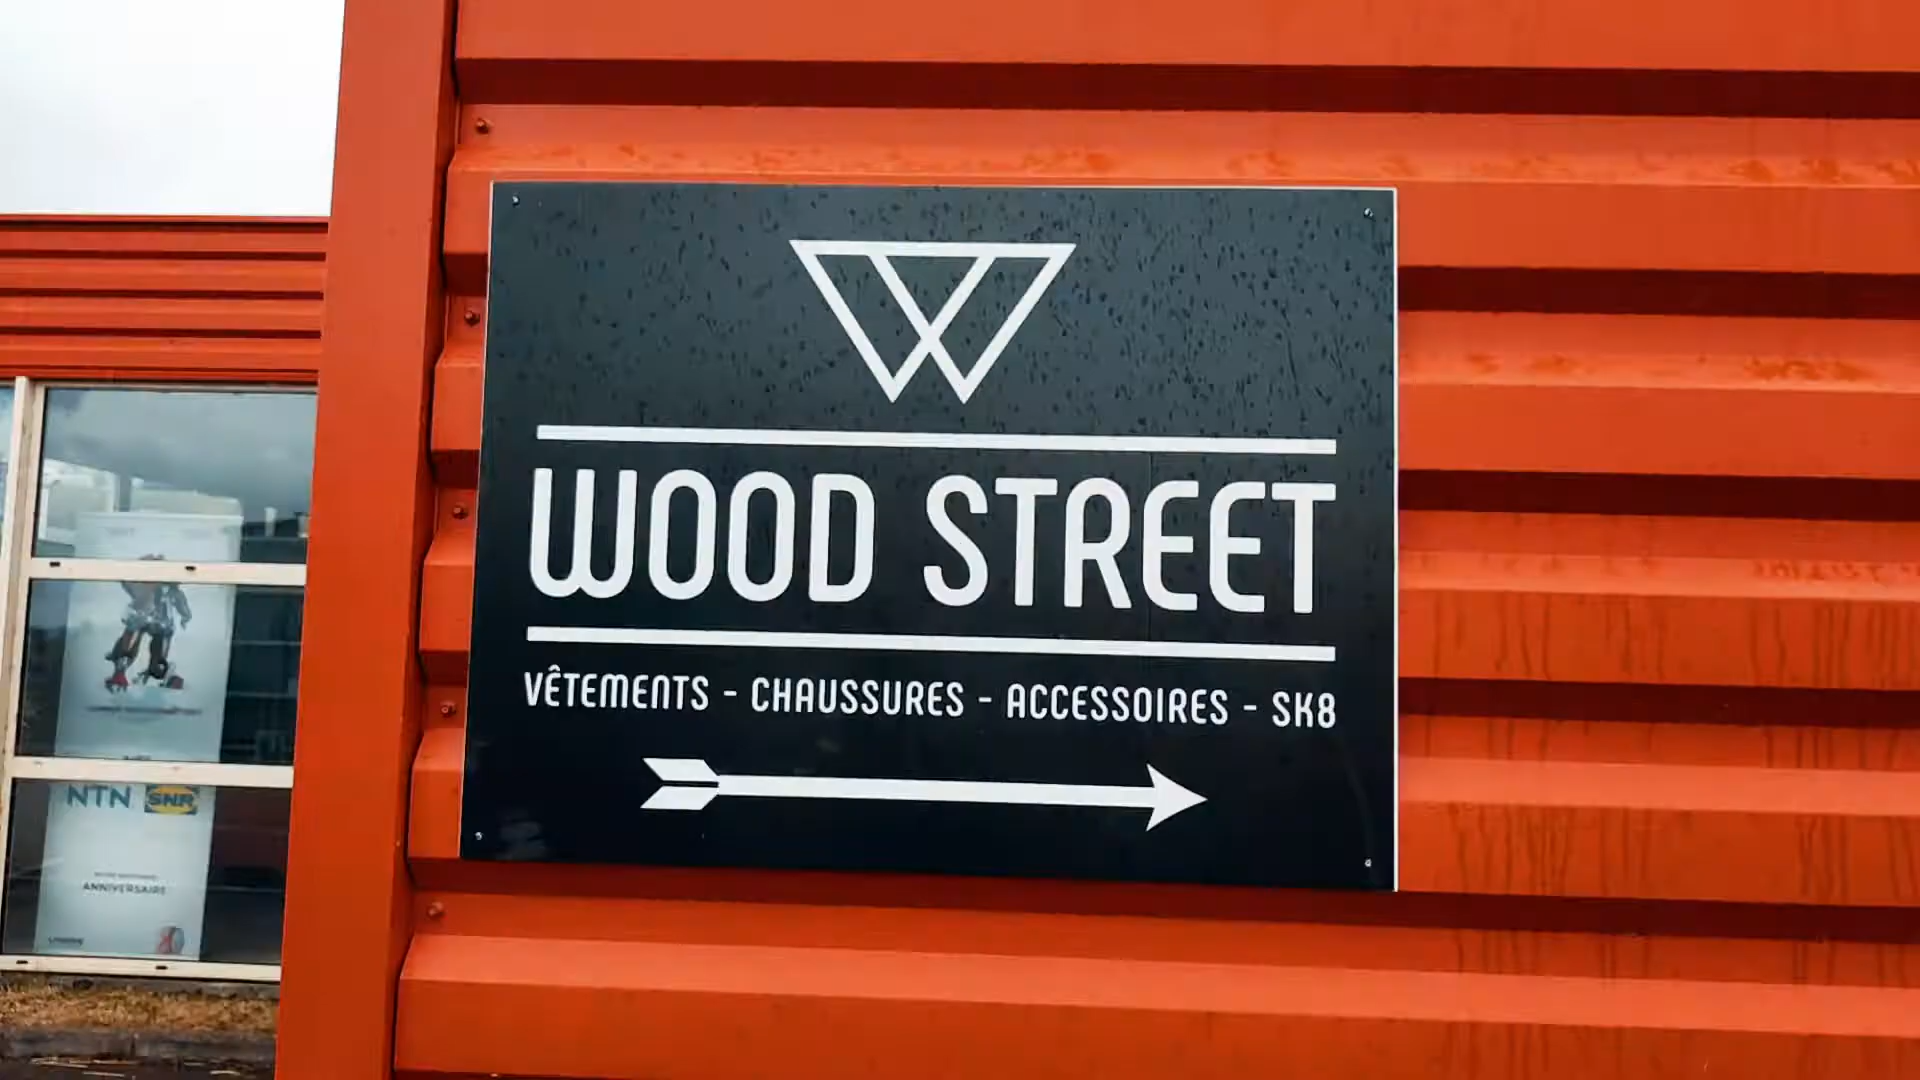 WOOD STREET
VÊTEMENTS - CHAUSSURES - ACCESSOIRES - SK8
NTN SNR
ANNIVERSAIRE